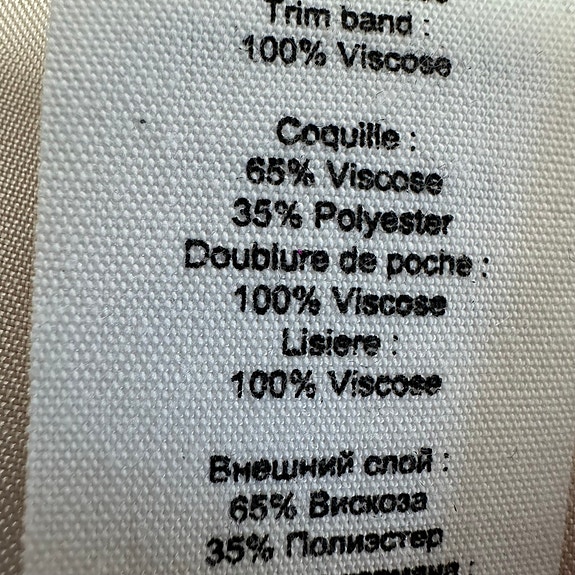 Trim band :
100% Viscose
Coquille :
65% Viscose
35% Polyester
Doublure de poche :
100% Viscose
Lisiere :
100% Viscose
Внешний слой :
65% Вискоза
35% Полиэстер